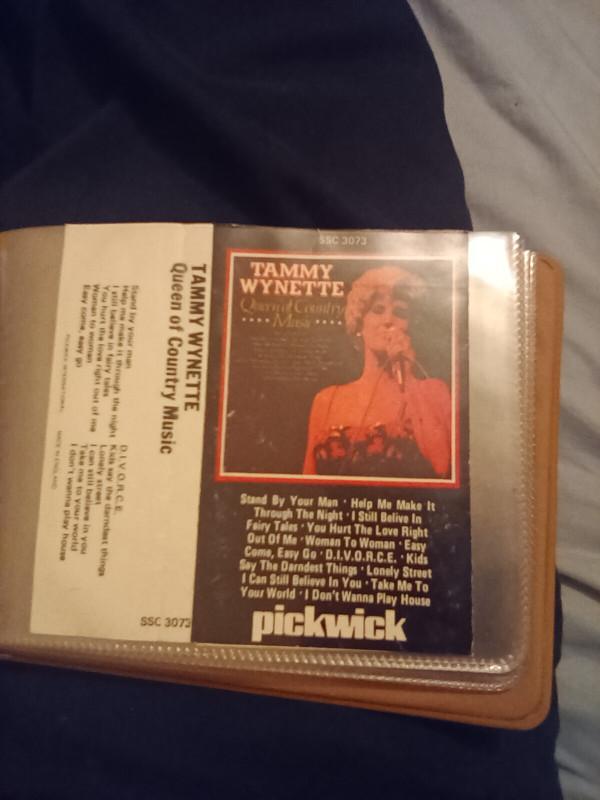 SSC 3073
TAMMY
WYNETTE
Queen of Country
Music
Stand By Your Man • Help Me Make It
Through The Night • I Still Belive In
Fairy Tales • You Hurt The Love Right
Out Of Me • Woman To Woman • Easy
Come, Easy Go • D.I.V.O.R.C.E. • Kids
Say The Darndest Things • Lonely Street
I Can Still Believe In You • Take Me To
Your World • I Don't Wanna Play House
pickwick
TAMMY WYNETTE
Queen of Country Music
SSC 3073
Stand by your man
Help me make it through the night
I still believe in fairy tales
You hurt the love right out of me
Woman to woman
Easy come, easy go
D.I.V.O.R.C.E.
Kids say the darndest things
Lonely street
I can still believe in you
Take me to your world
I don't wanna play house
PICKWICK INTERNATIONAL
MADE IN ENGLAND